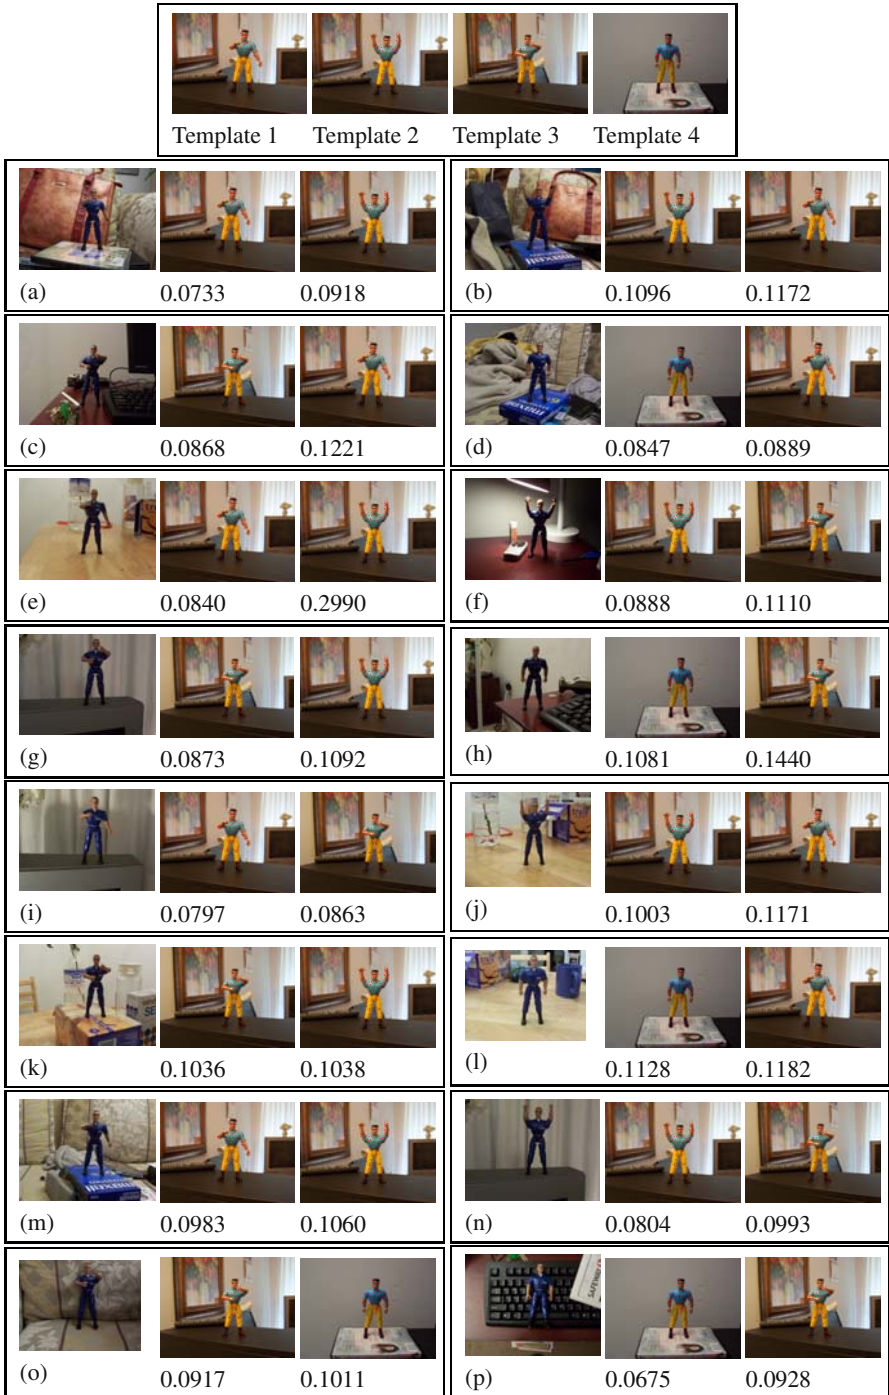 Template 1 Template 2 Template 3 Template 4
(a) 0.0733 0.0918
(b) 0.1096 0.1172
(c) 0.0868 0.1221
(d) 0.0847 0.0889
(e) 0.0840 0.2990
(f) 0.0888 0.1110
(g) 0.0873 0.1092
(h) 0.1081 0.1440
(i) 0.0797 0.0863
(j) 0.1003 0.1171
SE
(k) 0.1036 0.1038
(l) 0.1128 0.1182
maxell
(m) 0.0983 0.1060
(n) 0.0804 0.0993
(o) 0.0917 0.1011
SAFEWAY
(p) 0.0675 0.0928